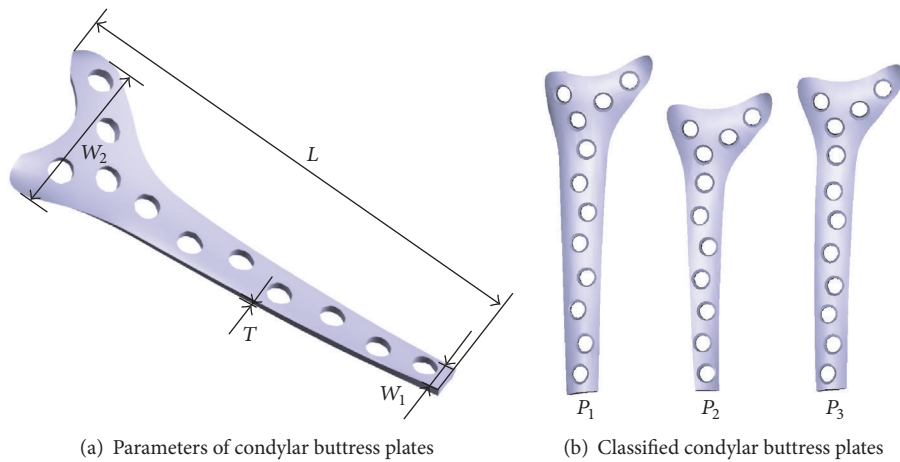 L
W₂
T
W₁
P₁ P₂ P₃
(a) Parameters of condylar buttress plates
(b) Classified condylar buttress plates